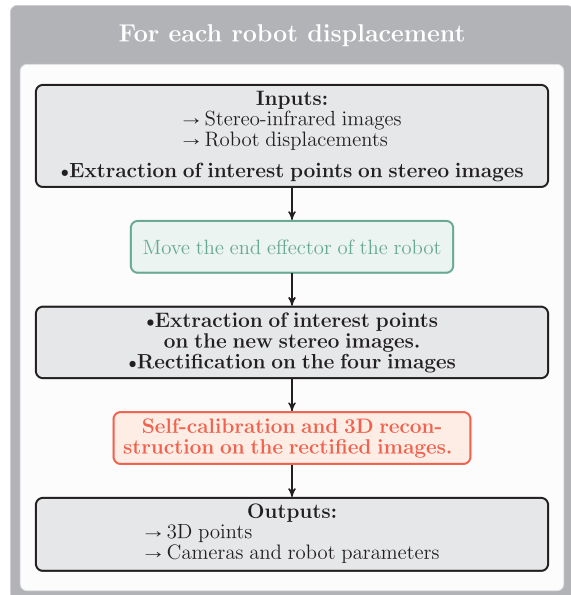 For each robot displacement
Inputs:
→ Stereo-infrared images
→ Robot displacements
•Extraction of interest points on stereo images
Move the end effector of the robot
•Extraction of interest points
on the new stereo images.
•Rectification on the four images
Self-calibration and 3D recon-
struction on the rectified images.
Outputs:
→ 3D points
→ Cameras and robot parameters